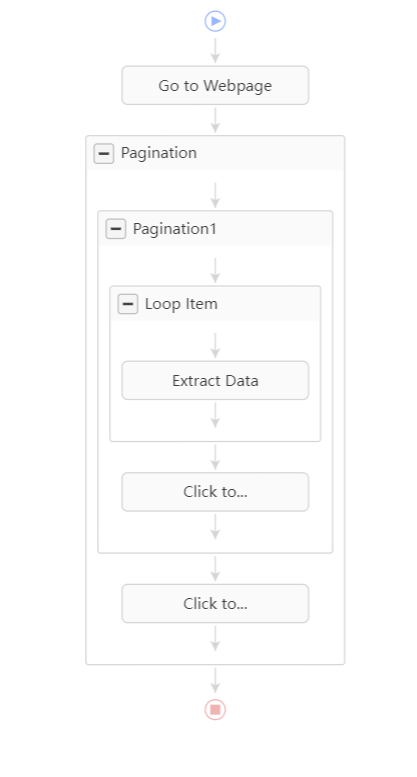 Go to Webpage
Pagination
Pagination1
Loop Item
Extract Data
Click to...
Click to...